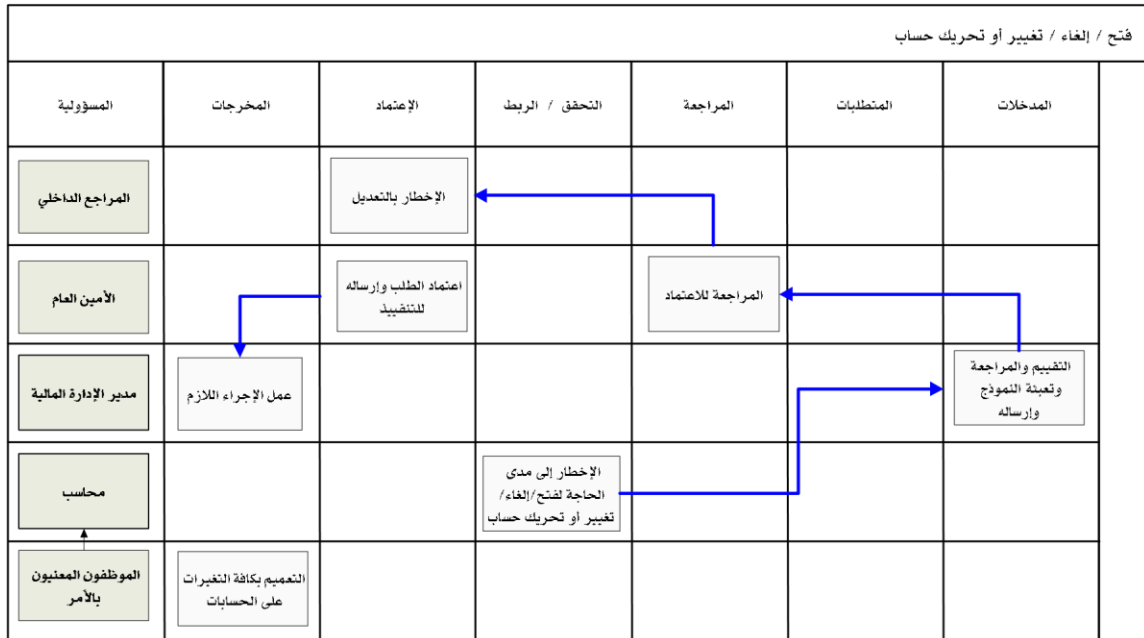 فتح / إلغاء / تغيير أو تحريك حساب
المدخلات
المتطلبات
المراجعة
التحقق / الربط
الإعتماد
المخرجات
المسؤولية
الإخطار بالتعديل
المراجع الداخلي
المراجعة للاعتماد
اعتماد الطلب وإرساله
للتنفييذ
الأمين العام
التقييم والمراجعة
وتعبئة النموذج
وإرساله
عمل الإجراء اللازم
مدير الإدارة المالية
الإخطار إلى مدى
الحاجة لفتح/إلغاء/
تغيير أو تحريك حساب
محاسب
التعميم بكافة التغيرات
على الحسابات
الموظفون المعنيون
بالأمر